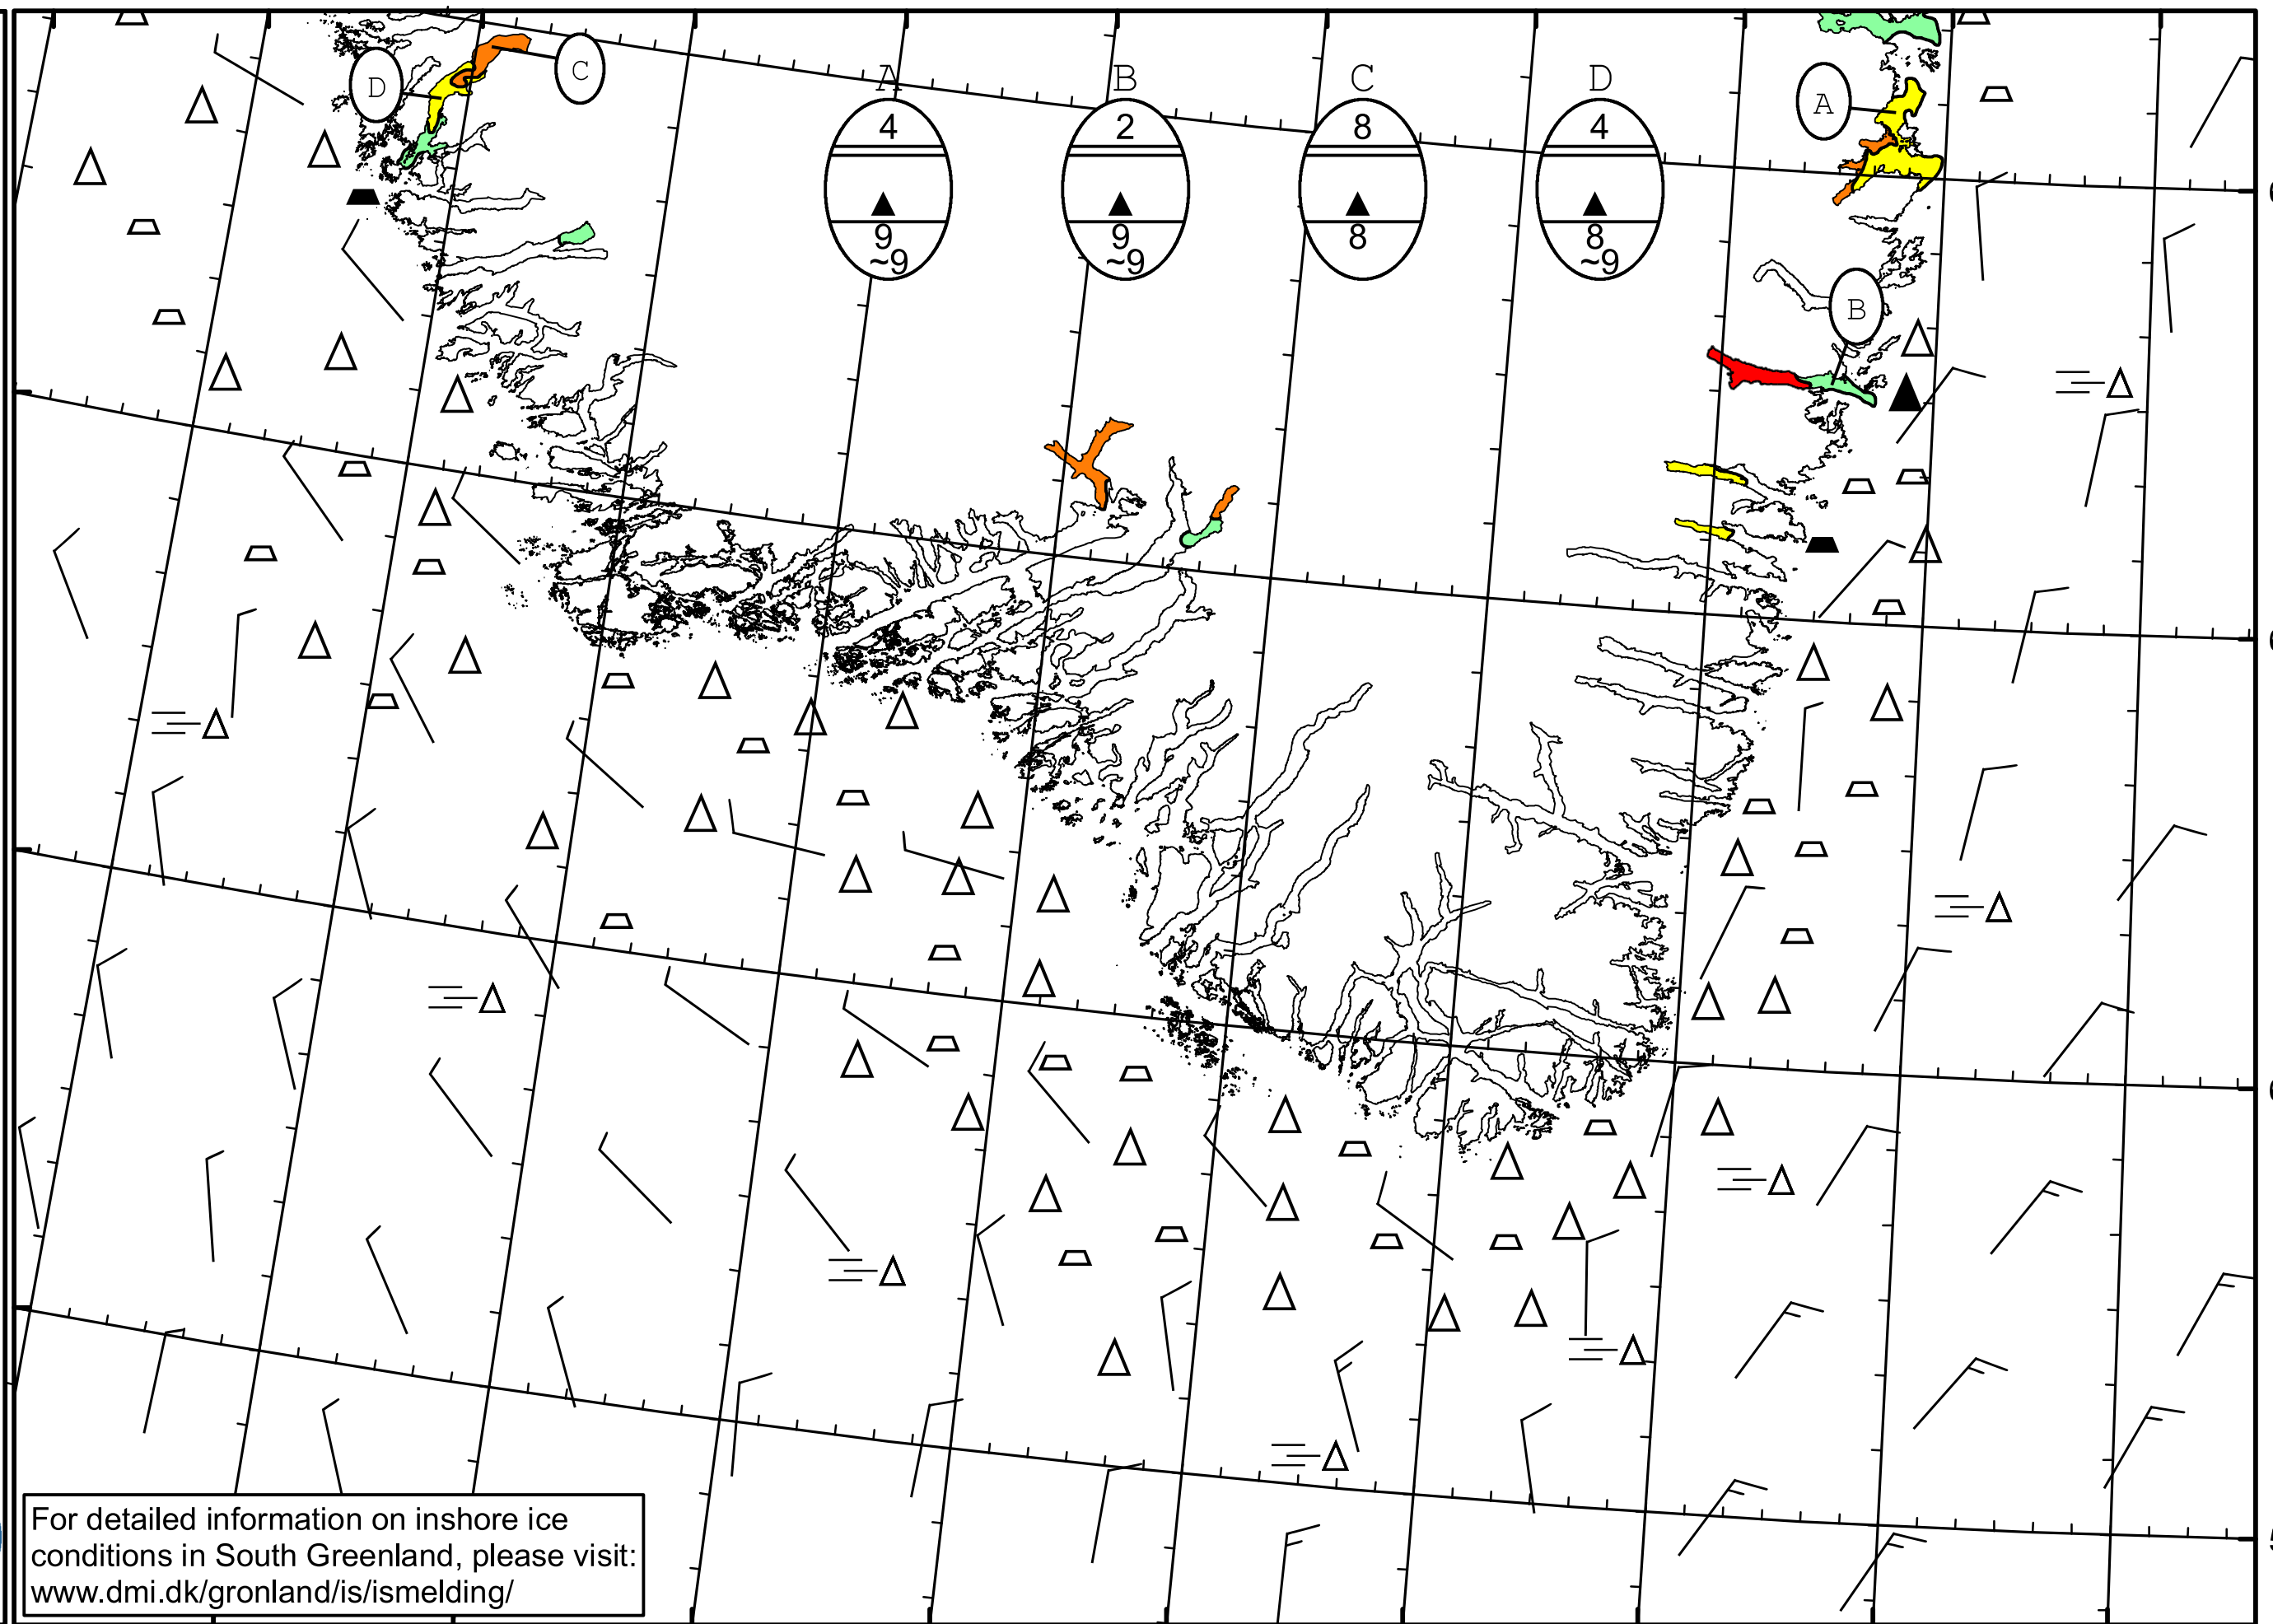 D
C
A
B
C
D
A
4
2
8
4
9
9
8
8
~9
~9
~9
B
For detailed information on inshore ice
conditions in South Greenland, please visit:
www.dmi.dk/gronland/is/ismelding/